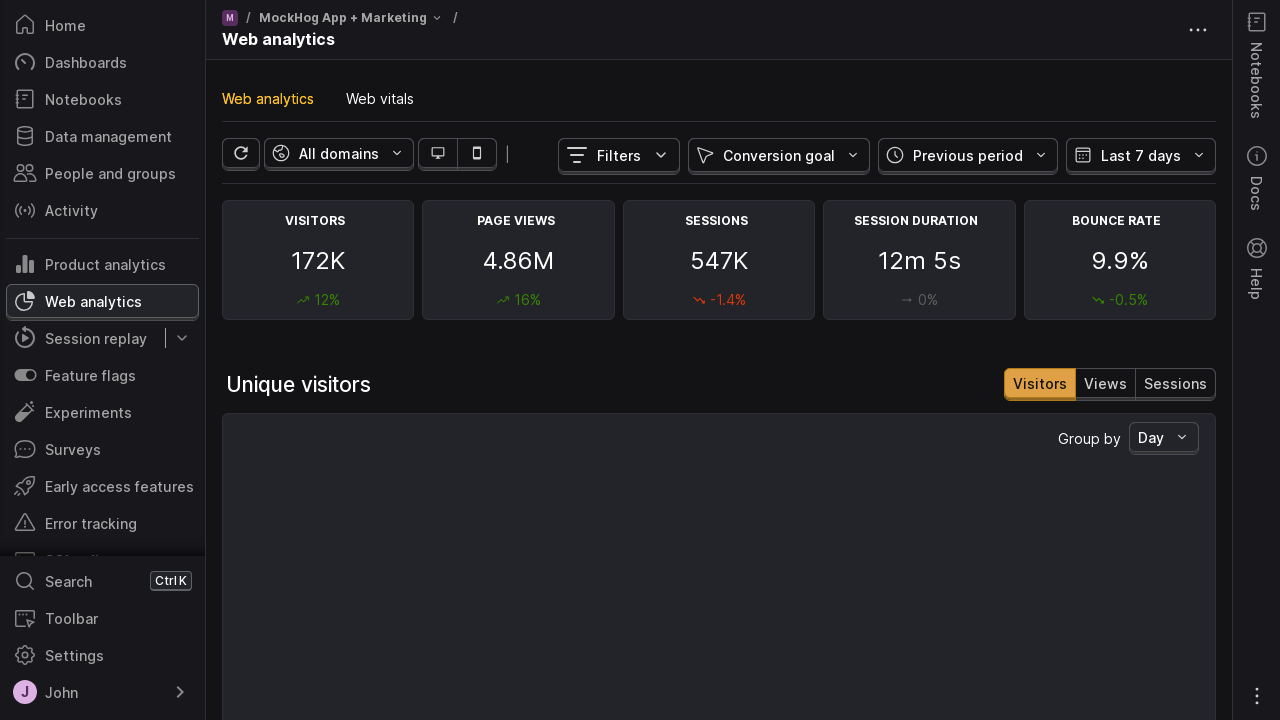 Home
Dashboards
Notebooks
Data management
People and groups
Activity
Product analytics
Web analytics
Session replay
Feature flags
Experiments
Surveys
Early access features
Error tracking
Search Ctrl K
Toolbar
Settings
J John
M / MockHog App + Marketing /
Web analytics
Web analytics Web vitals
All domains Filters Conversion goal Previous period Last 7 days
VISITORS PAGE VIEWS SESSIONS SESSION DURATION BOUNCE RATE
172K 4.86M 547K 12m 5s 9.9%
12% 16% -1.4% 0% -0.5%
Unique visitors Visitors Views Sessions
Group by Day
Notebooks
Docs
Help